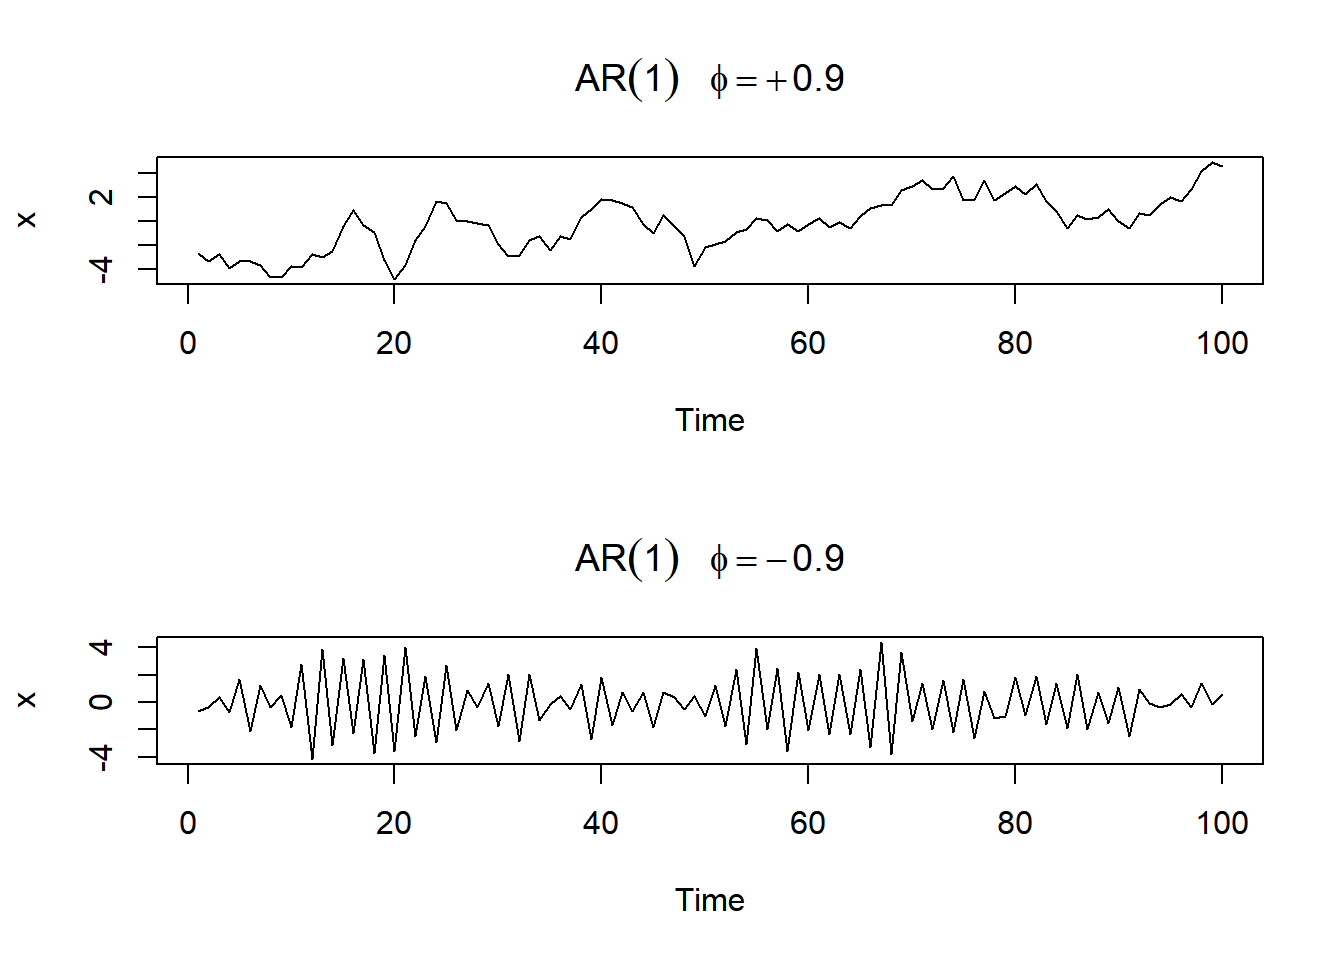 AR(1) ϕ = +0.9
x
2
-4
0 20 40 60 80 100
Time
AR(1) ϕ = −0.9
x
4
0
-4
0 20 40 60 80 100
Time